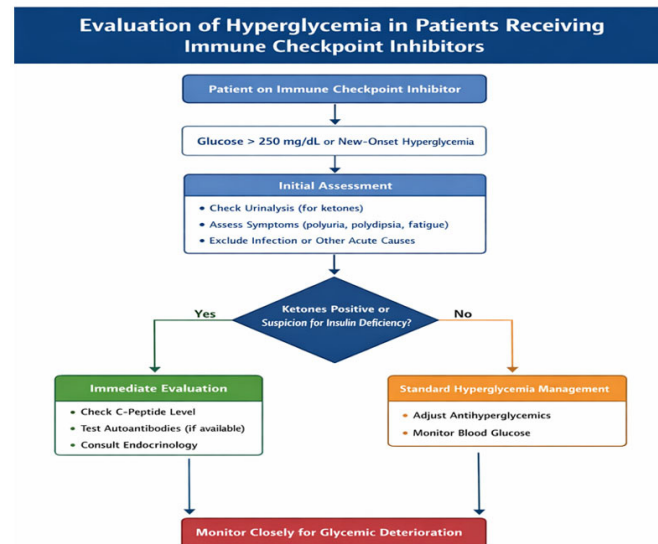 Evaluation of Hyperglycemia in Patients Receiving
Immune Checkpoint Inhibitors
Patient on Immune Checkpoint Inhibitor
Glucose > 250 mg/dL or New-Onset Hyperglycemia
Initial Assessment
• Check Urinalysis (for ketones)
• Assess Symptoms (polyuria, polydipsia, fatigue)
• Exclude Infection or Other Acute Causes
Ketones Positive or
Suspicion for Insulin Deficiency?
Yes
No
Immediate Evaluation
• Check C-Peptide Level
• Test Autoantibodies (if available)
• Consult Endocrinology
Standard Hyperglycemia Management
• Adjust Antihyperglycemics
• Monitor Blood Glucose
Monitor Closely for Glycemic Deterioration